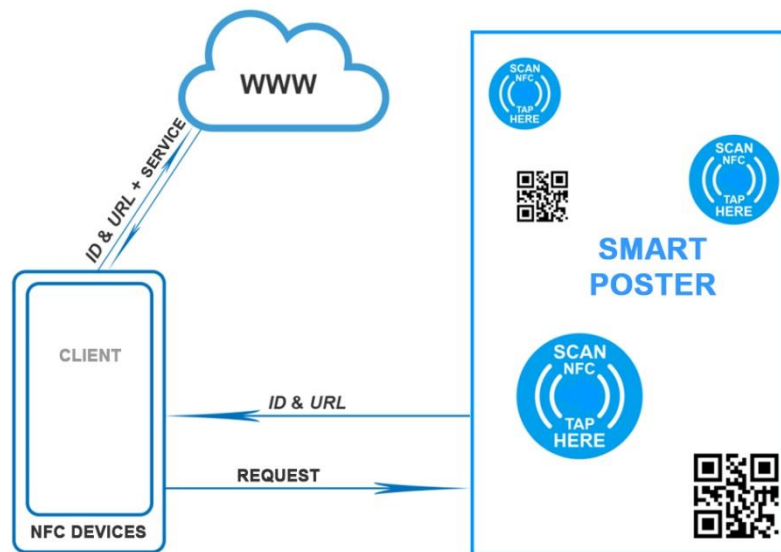 WWW
ID & URL + SERVICE
CLIENT
NFC DEVICES
ID & URL
REQUEST
SCAN
NFC
TAP
HERE
SCAN
NFC
TAP
HERE
SMART
POSTER
SCAN
NFC
TAP
HERE